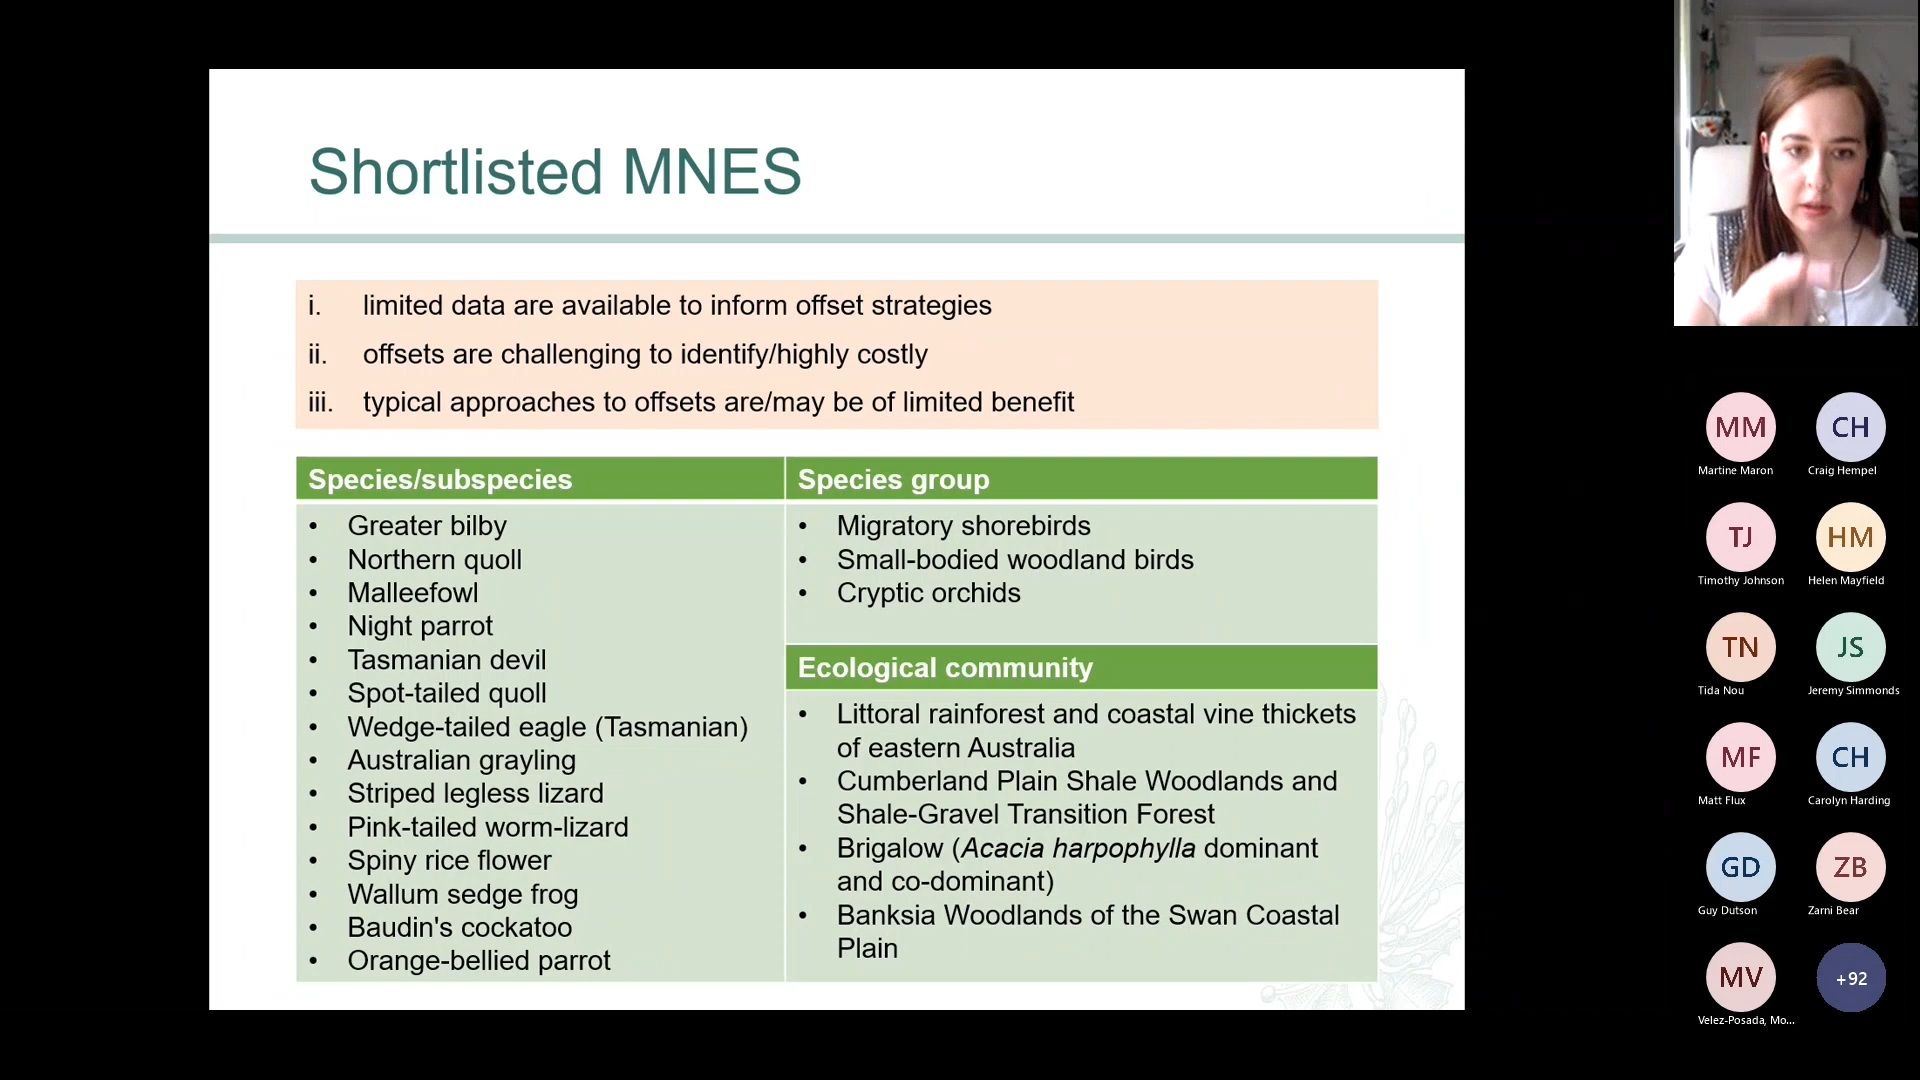 Shortlisted MNES
i. limited data are available to inform offset strategies
ii. offsets are challenging to identify/highly costly
iii. typical approaches to offsets are/may be of limited benefit
Species/subspecies
• Greater bilby
• Northern quoll
• Malleefowl
• Night parrot
• Tasmanian devil
• Spot-tailed quoll
• Wedge-tailed eagle (Tasmanian)
• Australian grayling
• Striped legless lizard
• Pink-tailed worm-lizard
• Spiny rice flower
• Wallum sedge frog
• Baudin's cockatoo
• Orange-bellied parrot
Species group
• Migratory shorebirds
• Small-bodied woodland birds
• Cryptic orchids
Ecological community
• Littoral rainforest and coastal vine thickets
of eastern Australia
• Cumberland Plain Shale Woodlands and
Shale-Gravel Transition Forest
• Brigalow (Acacia harpophylla dominant
and co-dominant)
• Banksia Woodlands of the Swan Coastal
Plain
MM
Martine Maron
CH
Craig Hempel
TJ
Timothy Johnson
HM
Helen Mayfield
TN
Tida Nou
JS
Jeremy Simmonds
MF
Matt Flux
CH
Carolyn Harding
GD
Guy Dutson
ZB
Zarni Bear
MV
Velez-Posada, Mo...
+92